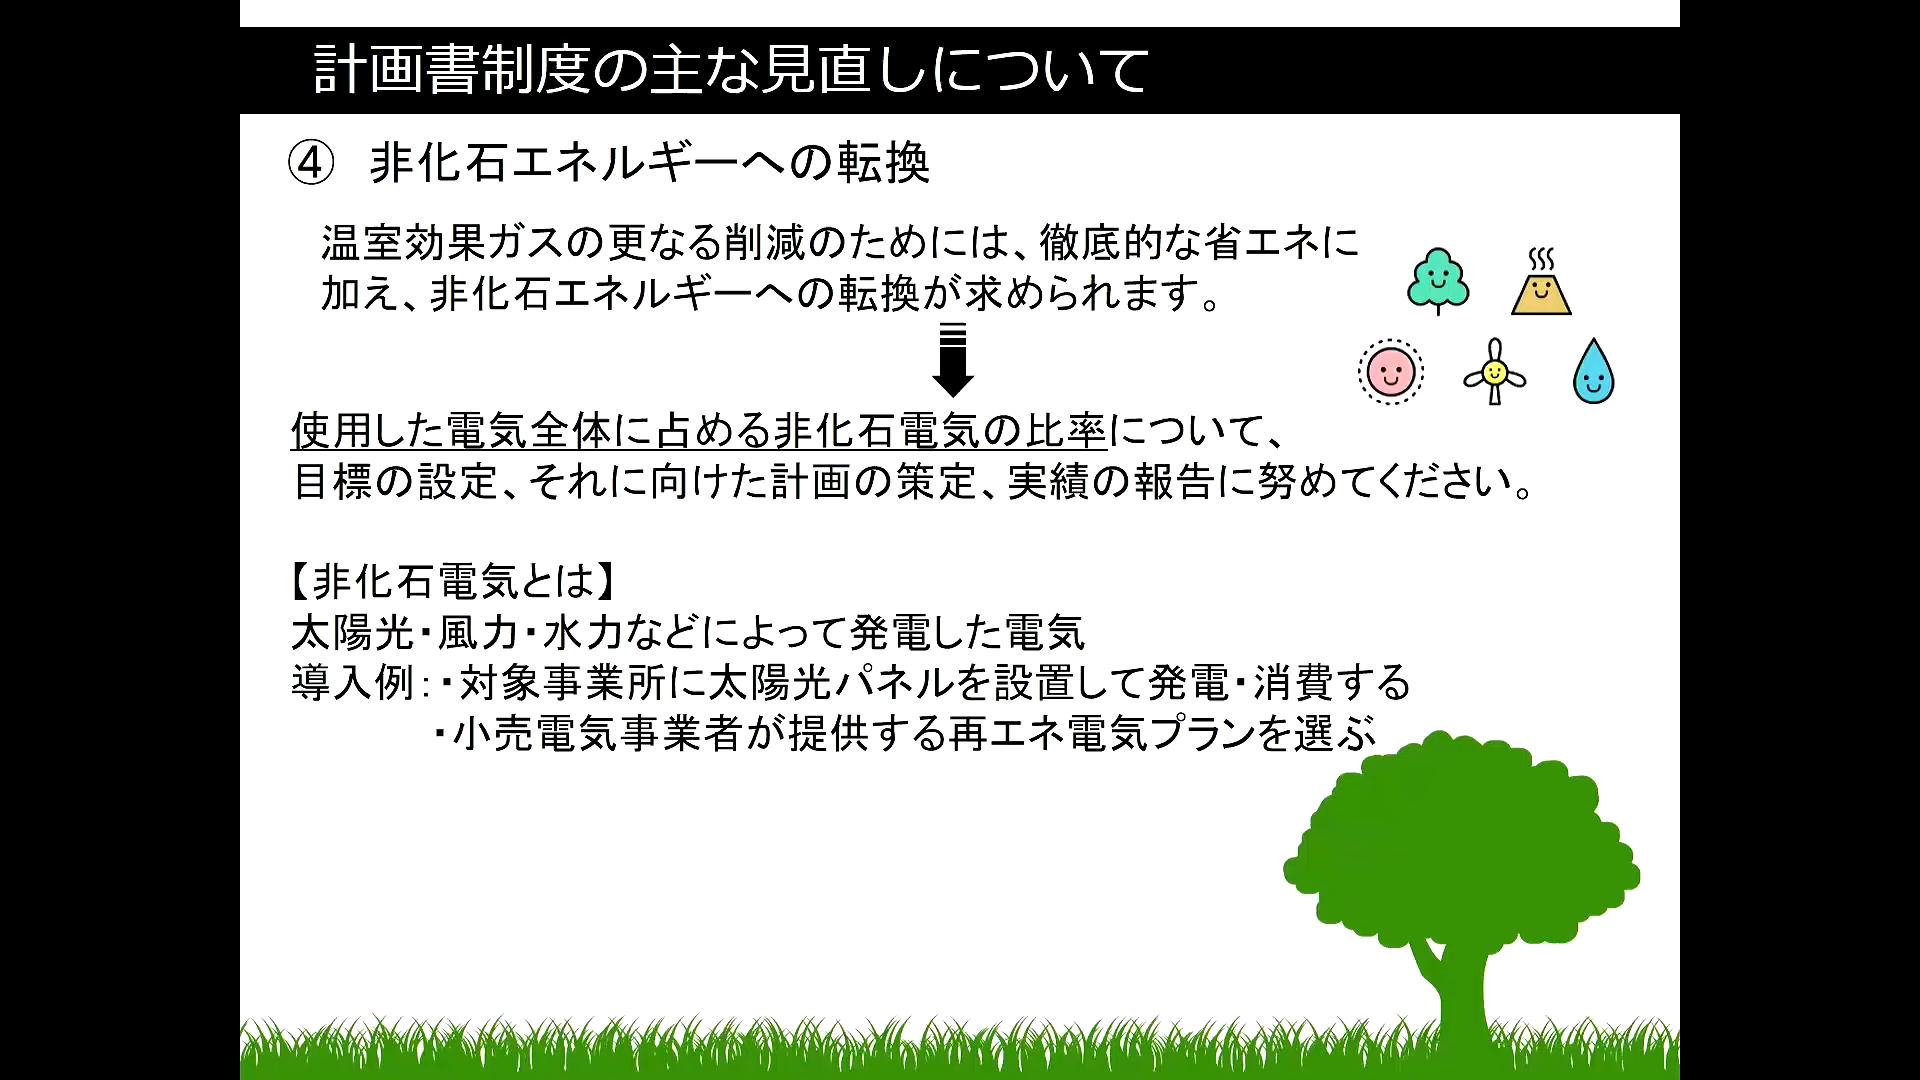 計画書制度の主な見直しについて
④　非化石エネルギーへの転換
温室効果ガスの更なる削減のためには、徹底的な省エネに
加え、非化石エネルギーへの転換が求められます。
使用した電気全体に占める非化石電気の比率について、
目標の設定、それに向けた計画の策定、実績の報告に努めてください。
【非化石電気とは】
太陽光・風力・水力などによって発電した電気
導入例：・対象事業所に太陽光パネルを設置して発電・消費する
・小売電気事業者が提供する再エネ電気プランを選ぶ